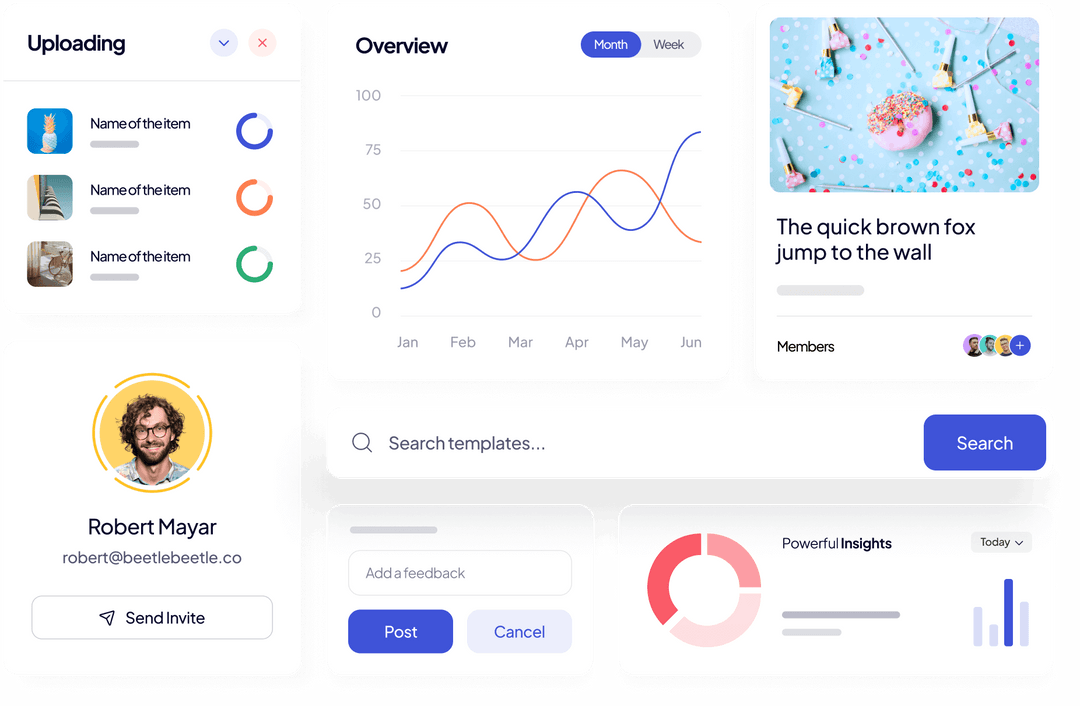 Uploading
Name of the item
Name of the item
Name of the item
Robert Mayar
robert@beetlebeetle.co
Send Invite
Overview
Month
Week
100
75
50
25
0
Jan
Feb
Mar
Apr
May
Jun
The quick brown fox
jump to the wall
Members
+
Search templates...
Search
Add a feedback
Post
Cancel
Powerful Insights
Today